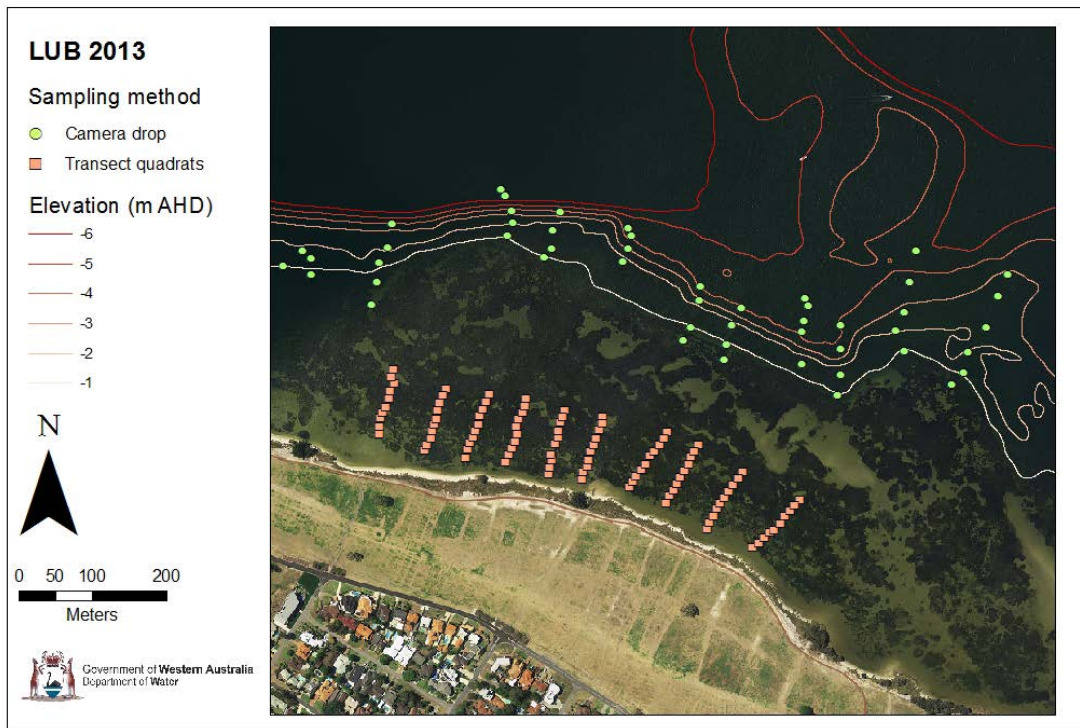 LUB 2013
Sampling method
Camera drop
Transect quadrats
Elevation (m AHD)
-6
-5
-4
-3
-2
-1
N
0 50 100 200
Meters
Government of Western Australia
Department of Water